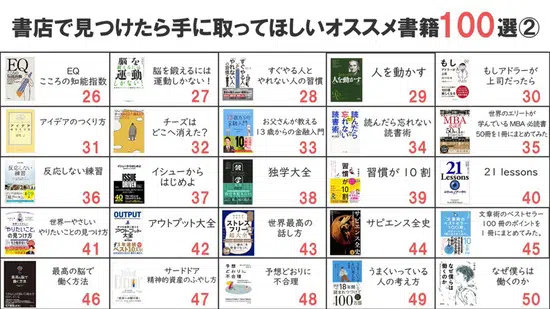 書店で見つけたら手に取ってほしいオススメ書籍100選②
EQ
こころの知能指数
26
脳を鍛えるには
運動しかない!
27
すぐやる人と
やれない人の習慣
28
人を動かす
29
もしアドラーが
上司だったら
30
アイデアのつくり方
31
チーズは
どこへ消えた?
32
お父さんが教える
13歳からの金融入門
33
読んだら忘れない
読書術
34
世界のエリートが
学んでいるMBA必読書
50冊を1冊にまとめてみた
35
反応しない練習
36
イシューから
はじめよ
37
独学大全
38
習慣が10割
39
21 lessons
40
世界一やさしい
やりたいことの見つけ方
41
アウトプット大全
42
世界最高の
話し方
43
サピエンス全史
44
文章術のベストセラー
100冊のポイントを
1冊にまとめてみた。
45
最高の脳で
働く方法
46
サードドア
精神的資産のふやし方
47
予想どおりに
不合理
48
うまくいっている
人の考え方
49
なぜ僕らは
働くのか
50